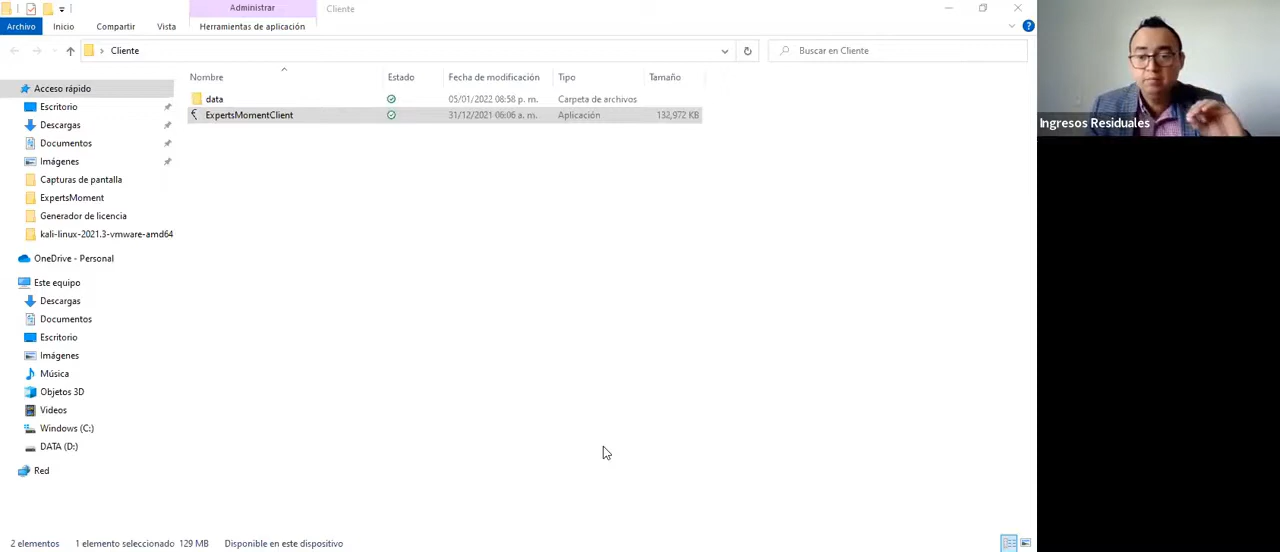 Administrar
Cliente
Archivo
Inicio
Compartir
Vista
Herramientas de aplicación
Cliente
Buscar en Cliente
Nombre
Estado
Fecha de modificación
Tipo
Tamaño
Acceso rápido
data
05/01/2022 08:58 p. m.
Carpeta de archivos
Escritorio
ExpertsMomentClient
31/12/2021 06:06 a. m.
Aplicación
132,972 KB
Descargas
Documentos
Imágenes
Capturas de pantalla
ExpertsMoment
Generador de licencia
kali-linux-2021.3-vmware-amd64
OneDrive - Personal
Este equipo
Descargas
Documentos
Escritorio
Imágenes
Música
Objetos 3D
Videos
Windows (C:)
DATA (D:)
Red
2 elementos
1 elemento seleccionado 129 MB
Disponible en este dispositivo
Ingresos Residuales